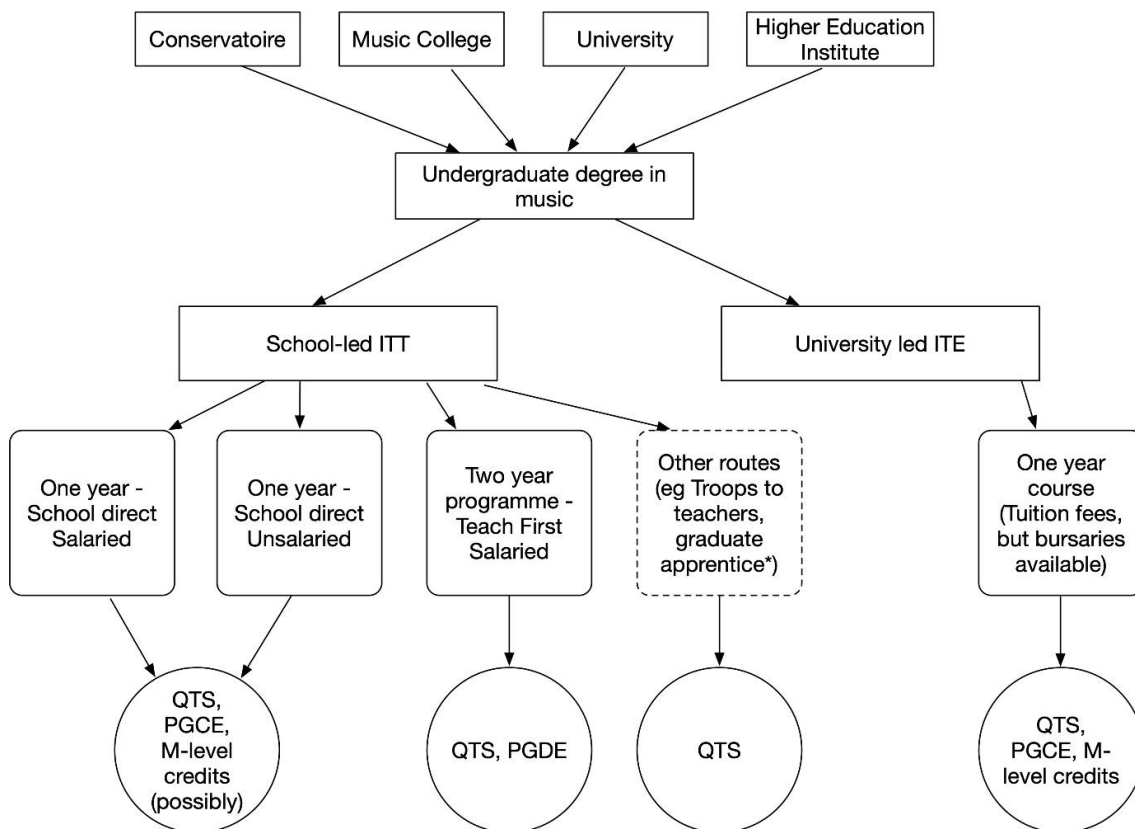 Conservatoire
Music College
University
Higher Education
Institute
Undergraduate degree in
music
School-led ITT
University led ITE
One year -
School direct
Salaried
One year -
School direct
Unsalaried
Two year
programme -
Teach First
Salaried
Other routes
(eg Troops to
teachers,
graduate
apprentice*)
One year
course
(Tuition fees,
but bursaries
available)
QTS,
PGCE,
M-level
credits
(possibly)
QTS, PGDE
QTS
QTS,
PGCE, M-
level credits